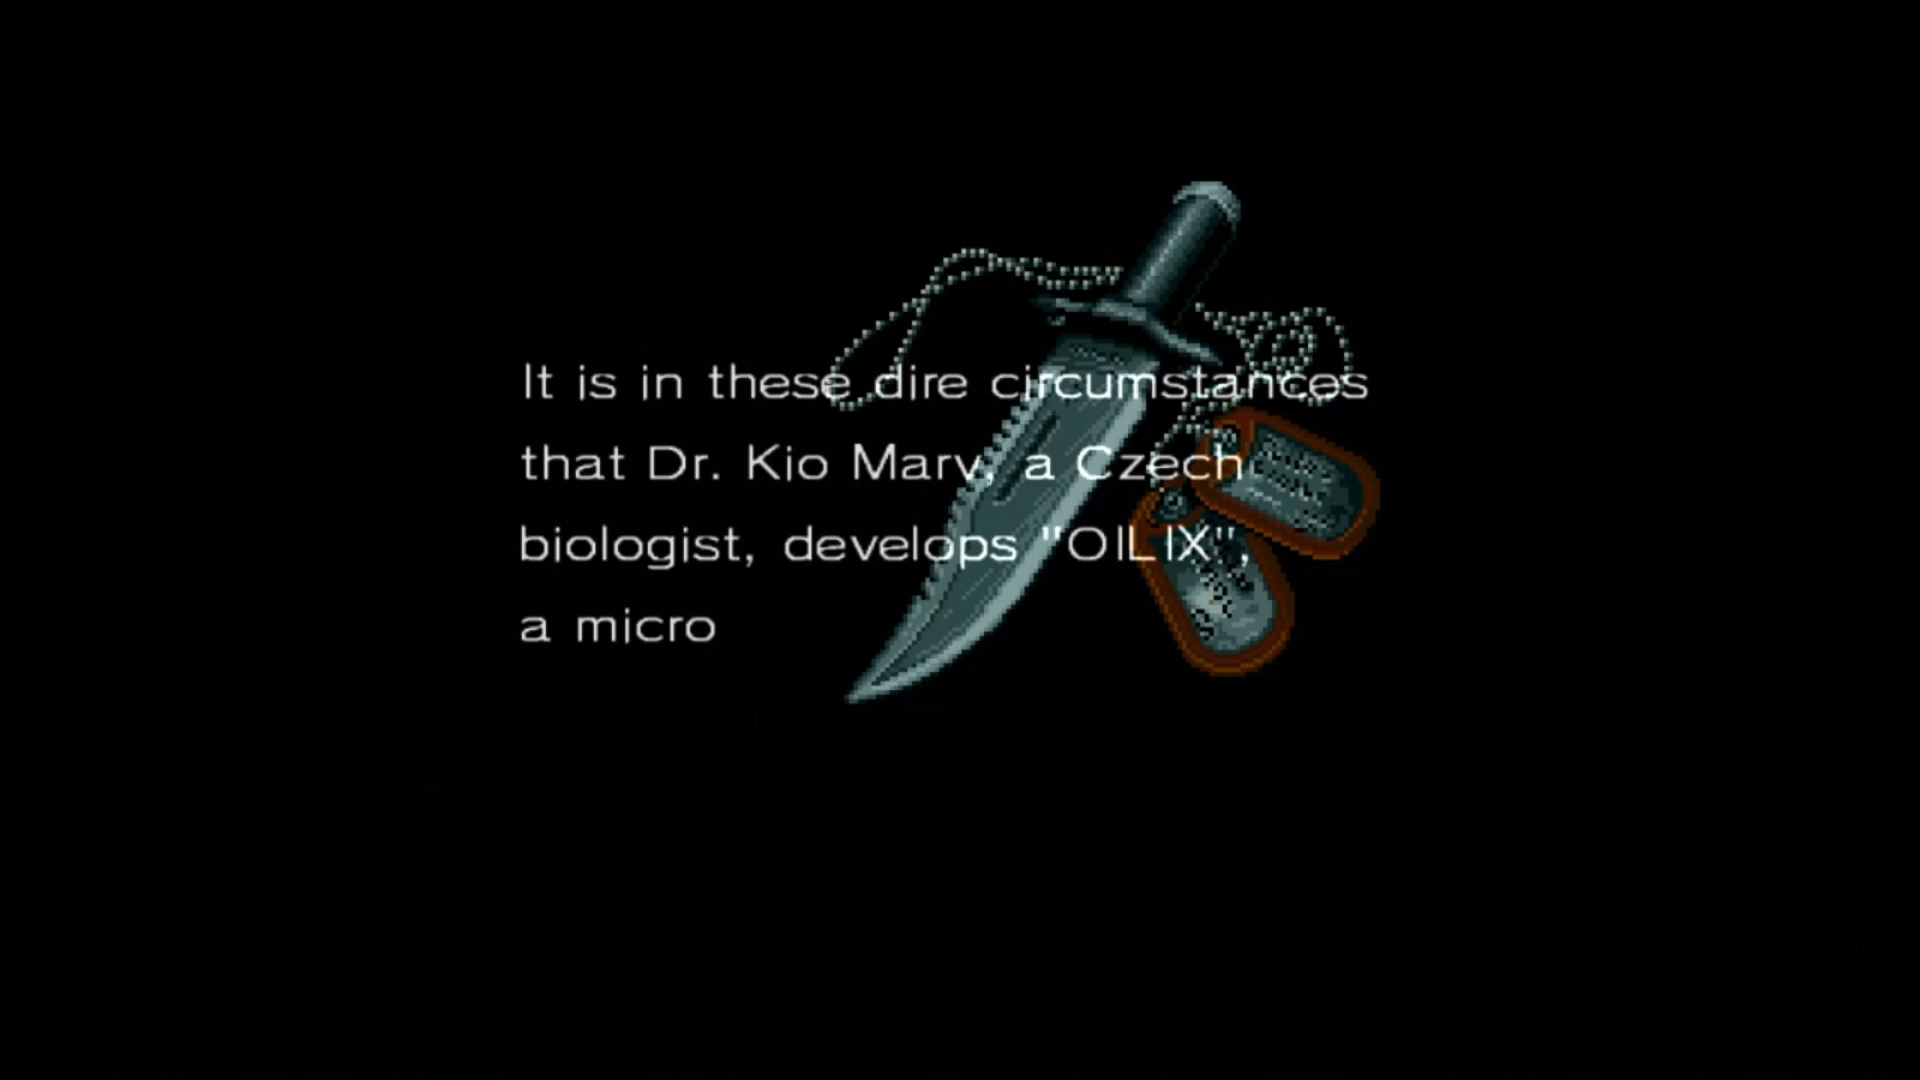 It is in these dire circumstances
that Dr. Kio Marv, a Czech
biologist, develops "OILIX",
a micro